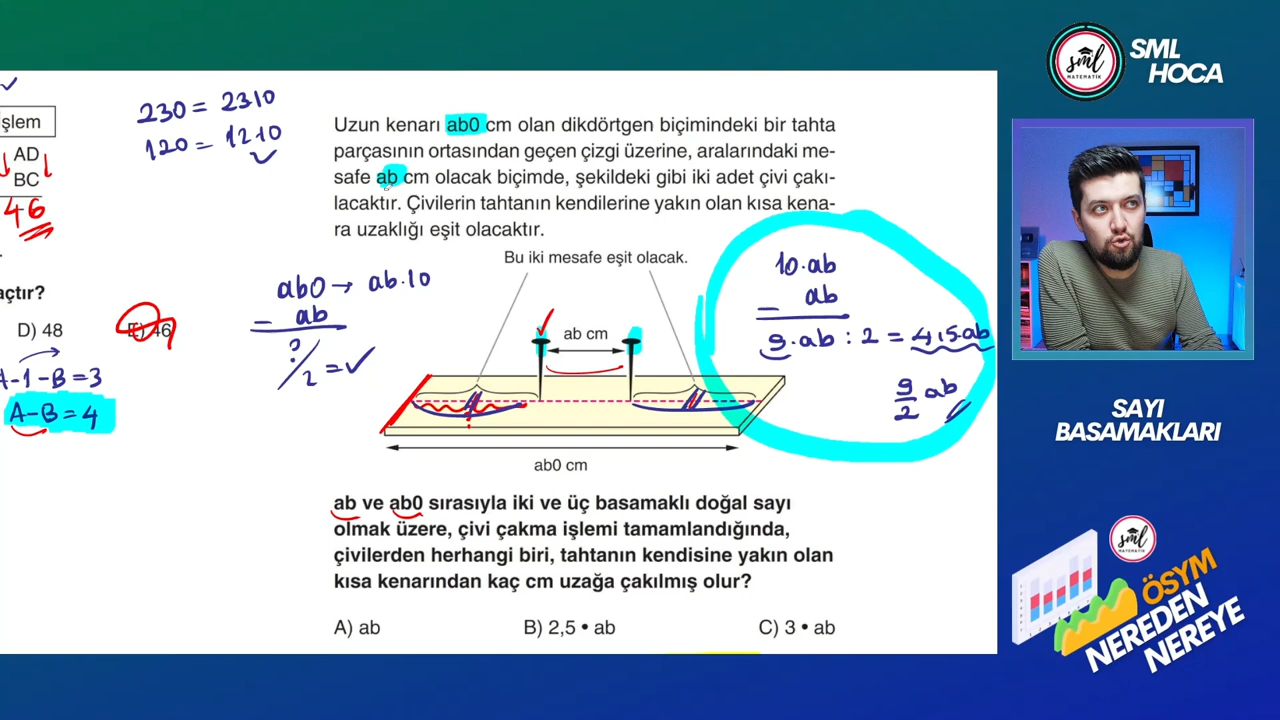 sml
MATEMATİK
SML
HOCA
şlem
AD
BC
46
açtır?
D) 48
E) 46
A-1-B=3
A-B=4
230 = 23·10
120 = 12·10
Uzun kenarı ab0 cm olan dikdörtgen biçimindeki bir tahta
parçasının ortasından geçen çizgi üzerine, aralarındaki me-
safe ab cm olacak biçimde, şekildeki gibi iki adet çivi çakı-
lacaktır. Çivilerin tahtanın kendilerine yakın olan kısa kena-
ra uzaklığı eşit olacaktır.
Bu iki mesafe eşit olacak.
ab0 → ab·10
- ab
?/2 = ✓
ab cm
ab0 cm
10·ab
- ab
9·ab : 2 = 4,5·ab
9/2 ab
ab ve ab0 sırasıyla iki ve üç basamaklı doğal sayı
olmak üzere, çivi çakma işlemi tamamlandığında,
çivilerden herhangi biri, tahtanın kendisine yakın olan
kısa kenarından kaç cm uzağa çakılmış olur?
A) ab B) 2,5 • ab C) 3 • ab
SAYI
BASAMAKLARI
sml
MATEMATİK
ÖSYM
NEREDEN
NEREYE